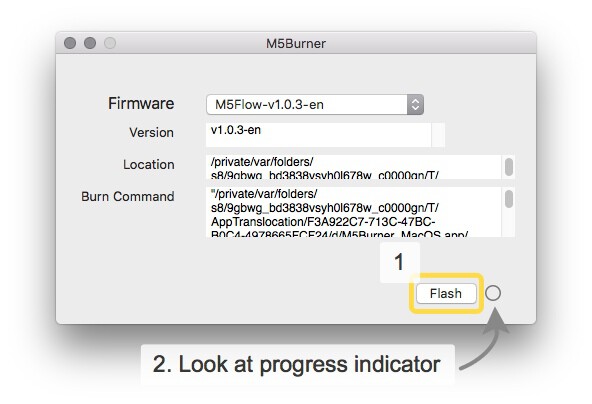 M5Burner
Firmware
M5Flow-v1.0.3-en
Version
v1.0.3-en
Location
/private/var/folders/
s8/9gbwg_bd3838vsyh0l678w_c0000gn/T/
Burn Command
"/private/var/folders/
s8/9gbwg_bd3838vsyh0l678w_c0000gn/T/
AppTranslocation/F3A922C7-713C-47BC-
B0C4-4978665FCF24/d/M5Burner_MacOS.app/
1
Flash
2. Look at progress indicator